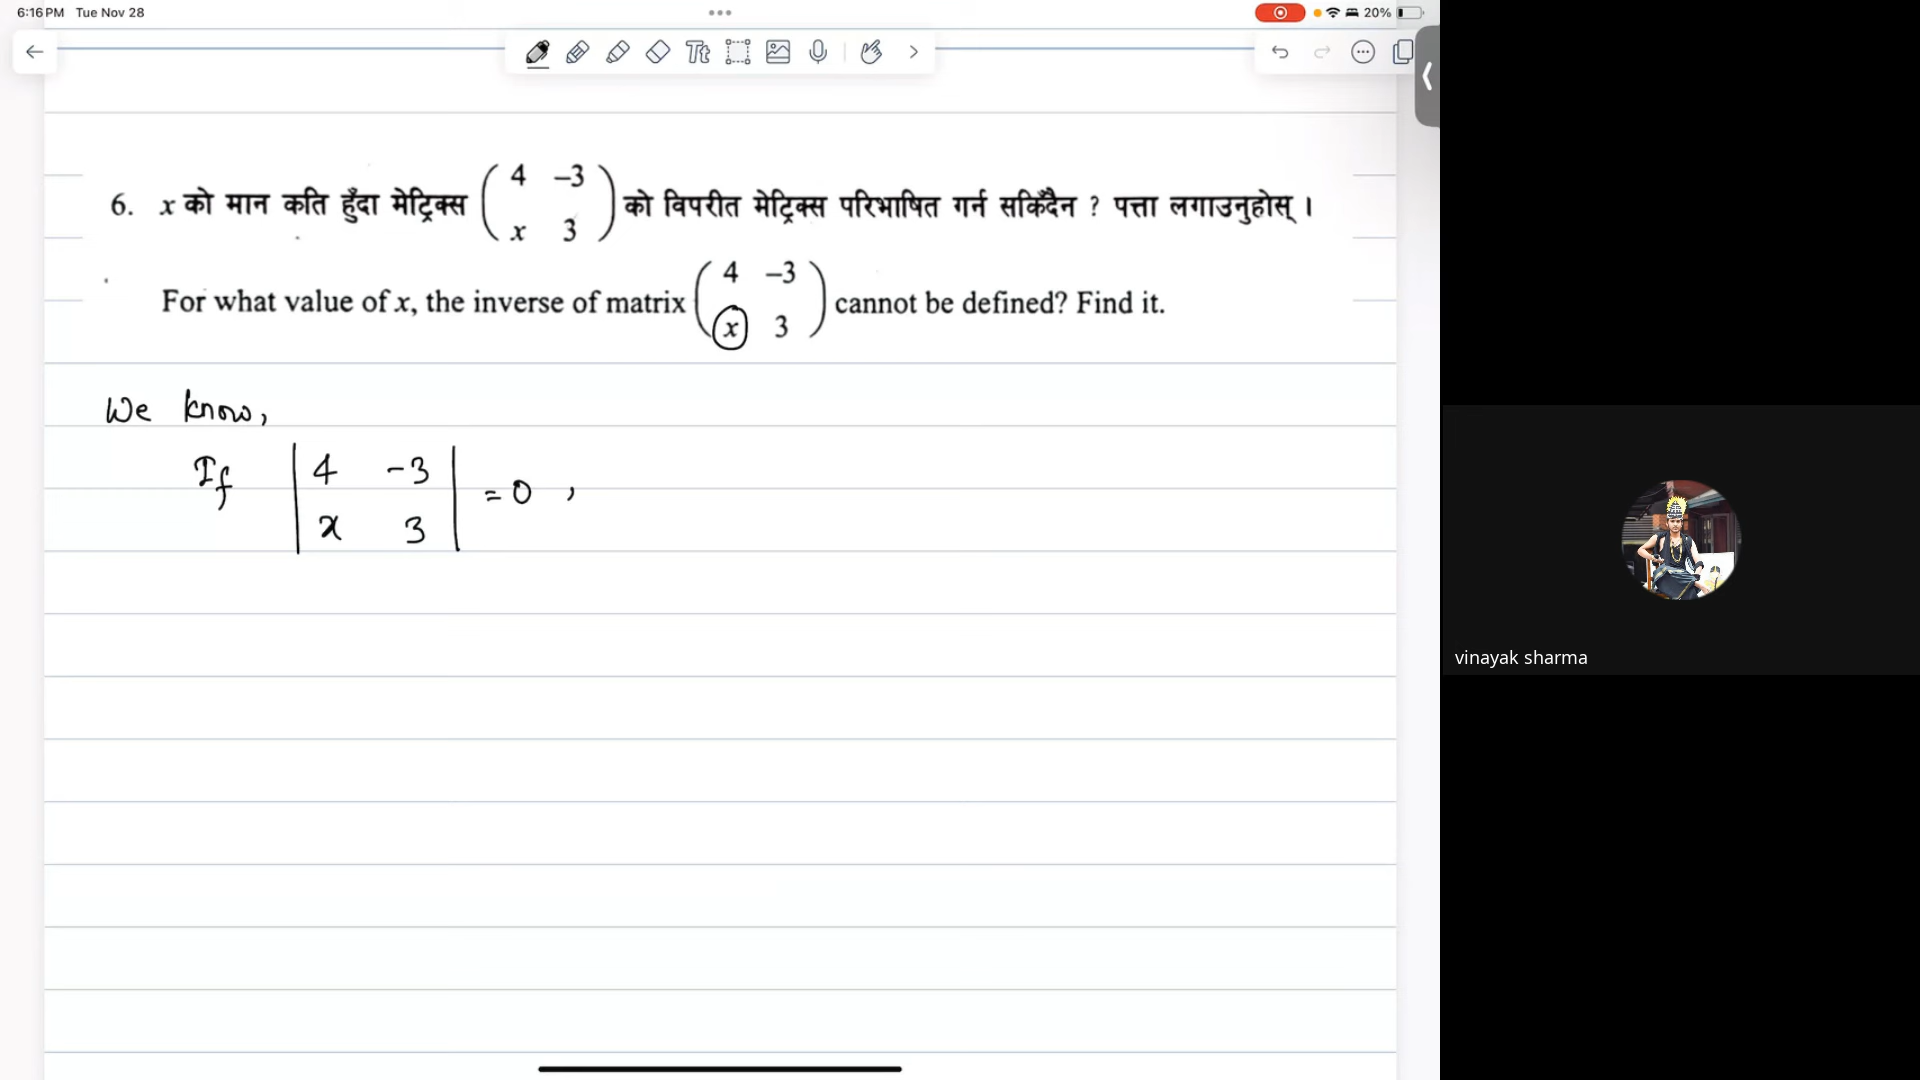 6:16 PM Tue Nov 28
20%
Tt
4 -3
6. x को मान कति हुँदा मेट्रिक्स को विपरीत मेट्रिक्स परिभाषित गर्न सकिँदैन ? पत्ता लगाउनुहोस् ।
x 3
4 -3
For what value of x, the inverse of matrix cannot be defined? Find it.
x 3
We know,
If | 4 -3 | = 0 ,
x 3
vinayak sharma